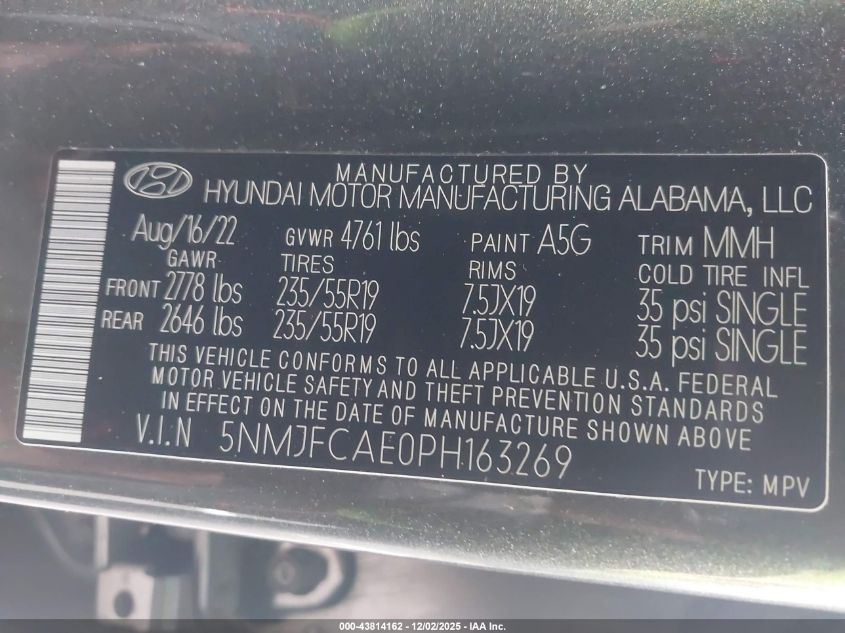 MANUFACTURED BY
HYUNDAI MOTOR MANUFACTURING ALABAMA, LLC
Aug/16/22 GVWR 4761 lbs PAINT A5G TRIM MMH
GAWR TIRES RIMS COLD TIRE INFL
FRONT 2778 lbs 235/55R19 7.5JX19 35 psi SINGLE
REAR 2646 lbs 235/55R19 7.5JX19 35 psi SINGLE
THIS VEHICLE CONFORMS TO ALL APPLICABLE U.S.A. FEDERAL
MOTOR VEHICLE SAFETY AND THEFT PREVENTION STANDARDS
IN EFFECT ON THE DATE OF MANUFACTURE SHOWN ABOVE
V.I.N 5NMJFCAE0PH163269
TYPE: MPV
000-43814162 - 12/02/2025 - IAA Inc.